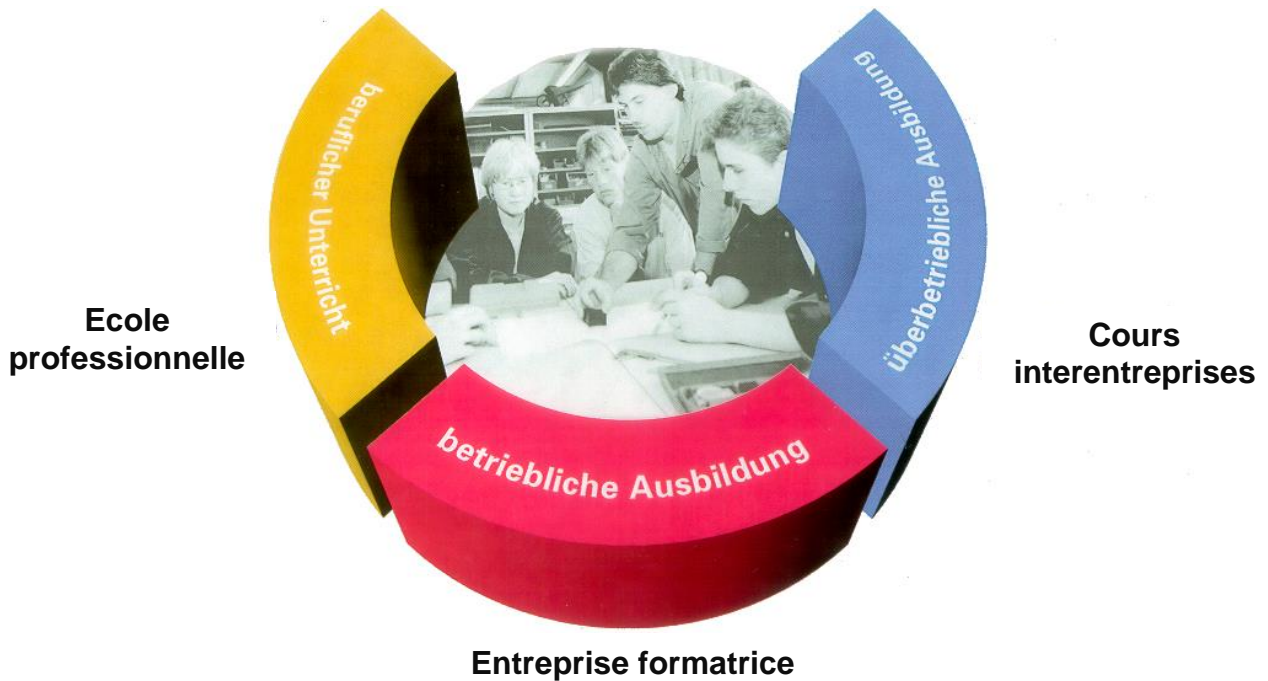 beruflicher Unterricht
überbetriebliche Ausbildung
Ecole
professionnelle
Cours
interentreprises
betriebliche Ausbildung
Entreprise formatrice